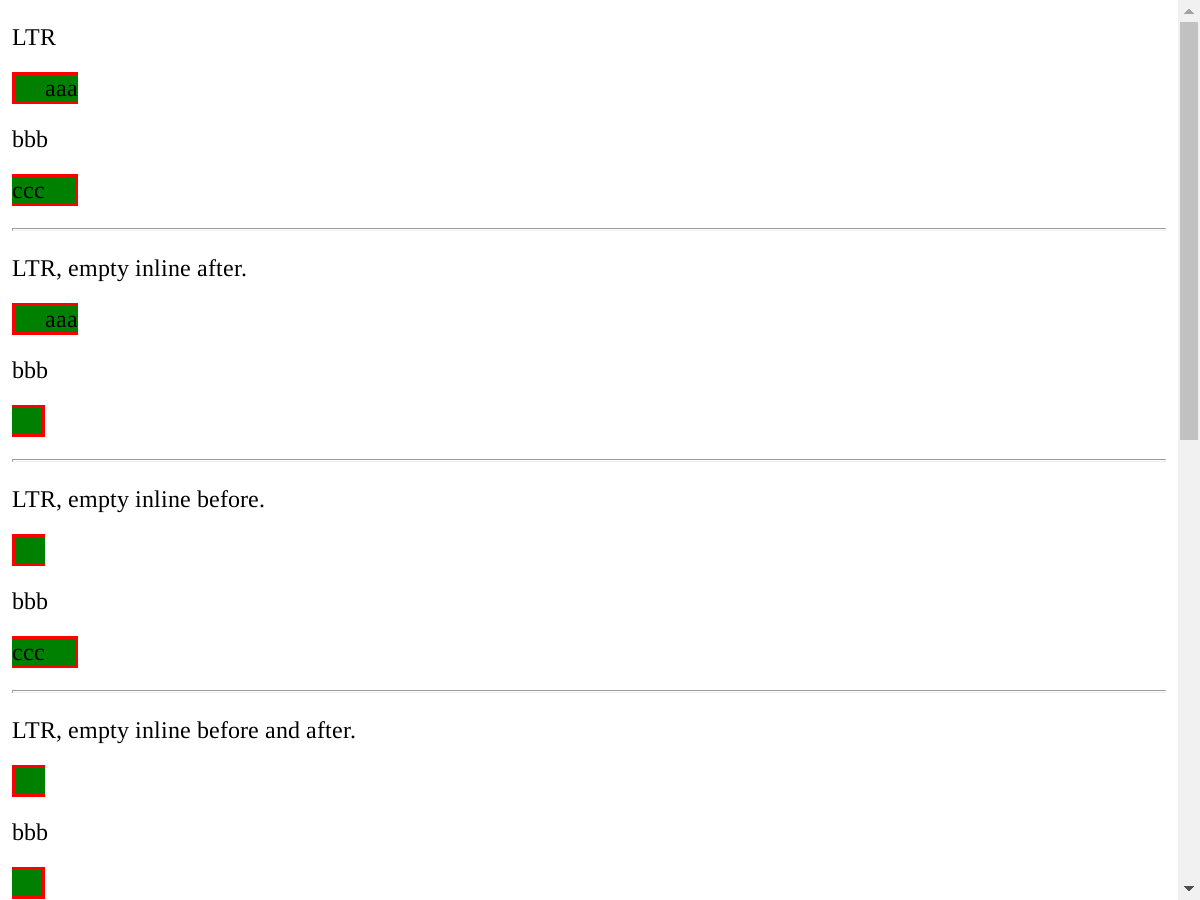 LTR
aaa
bbb
ccc
LTR, empty inline after.
aaa
bbb
LTR, empty inline before.
bbb
ccc
LTR, empty inline before and after.
bbb